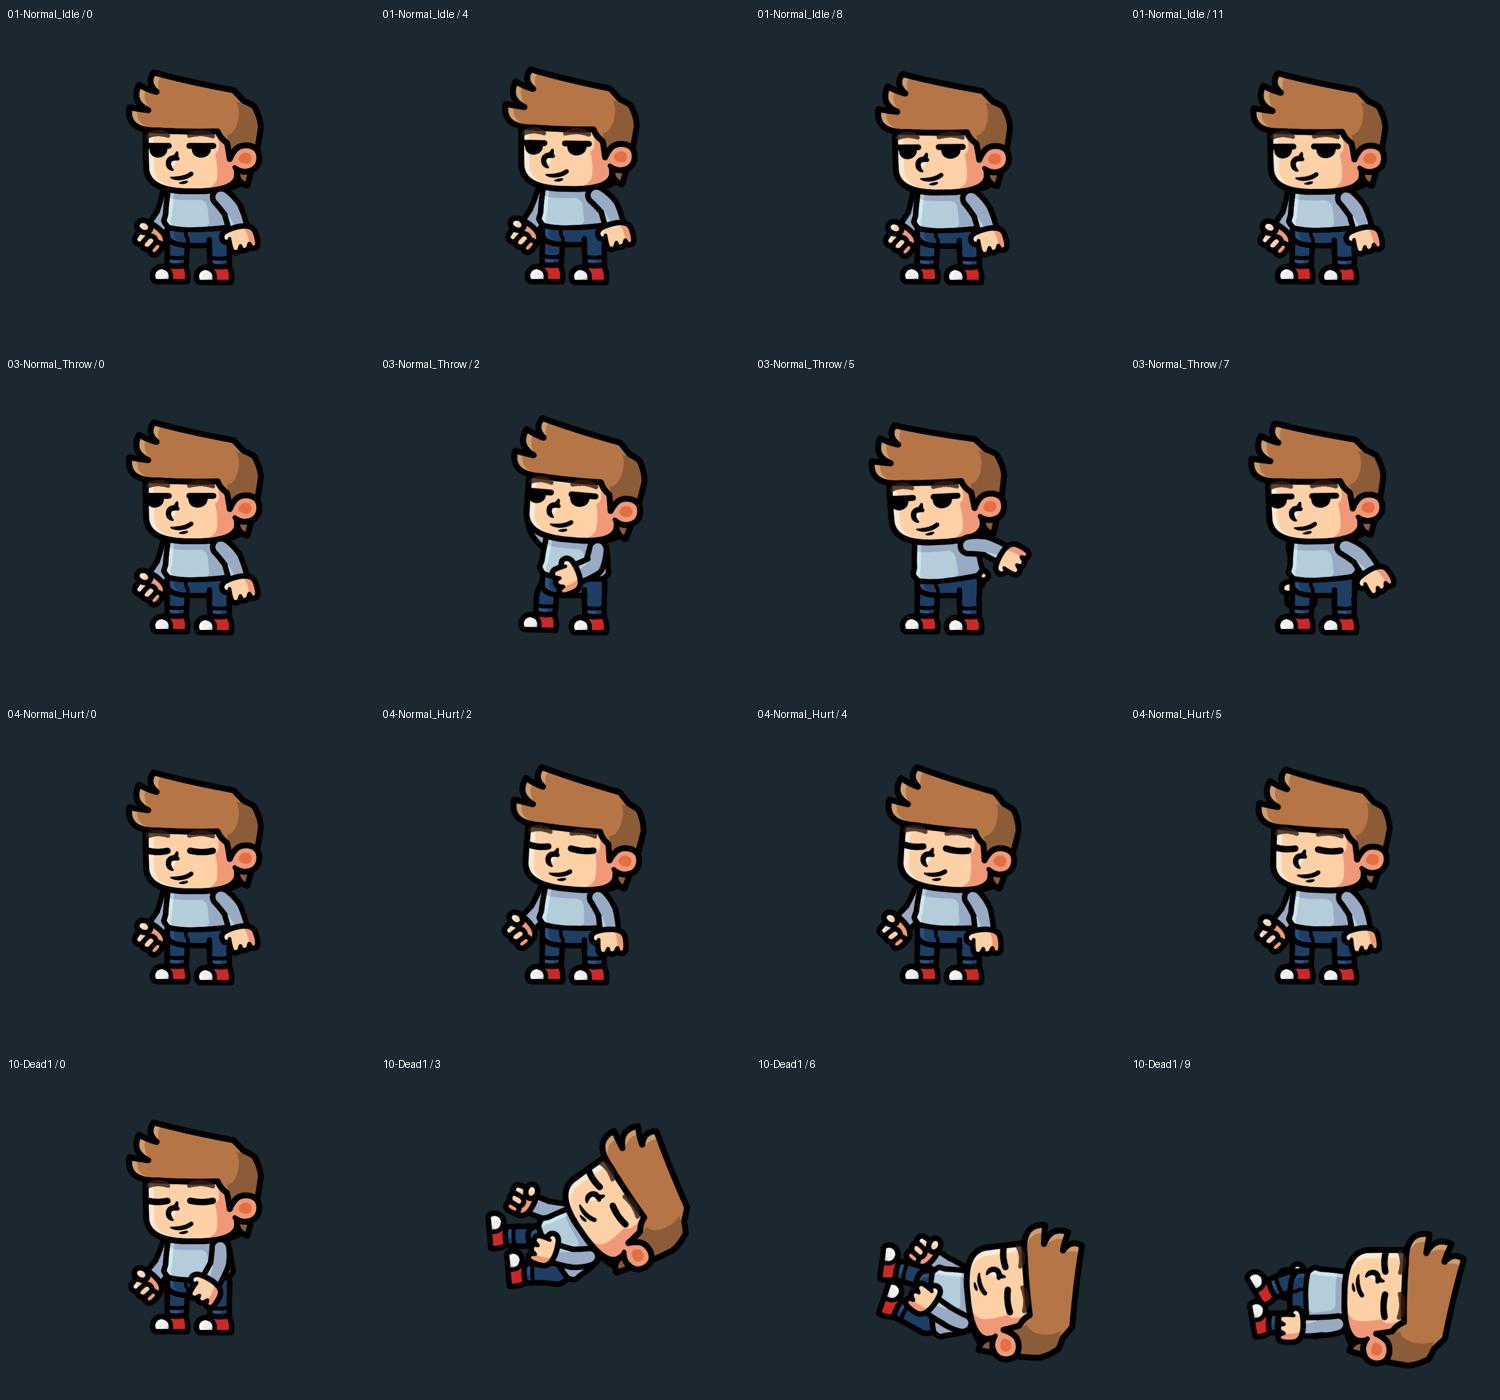 01-Normal_Idle / 0
01-Normal_Idle / 4
01-Normal_Idle / 8
01-Normal_Idle / 11
03-Normal_Throw / 0
03-Normal_Throw / 2
03-Normal_Throw / 5
03-Normal_Throw / 7
04-Normal_Hurt / 0
04-Normal_Hurt / 2
04-Normal_Hurt / 4
04-Normal_Hurt / 5
10-Dead1 / 0
10-Dead1 / 3
10-Dead1 / 6
10-Dead1 / 9